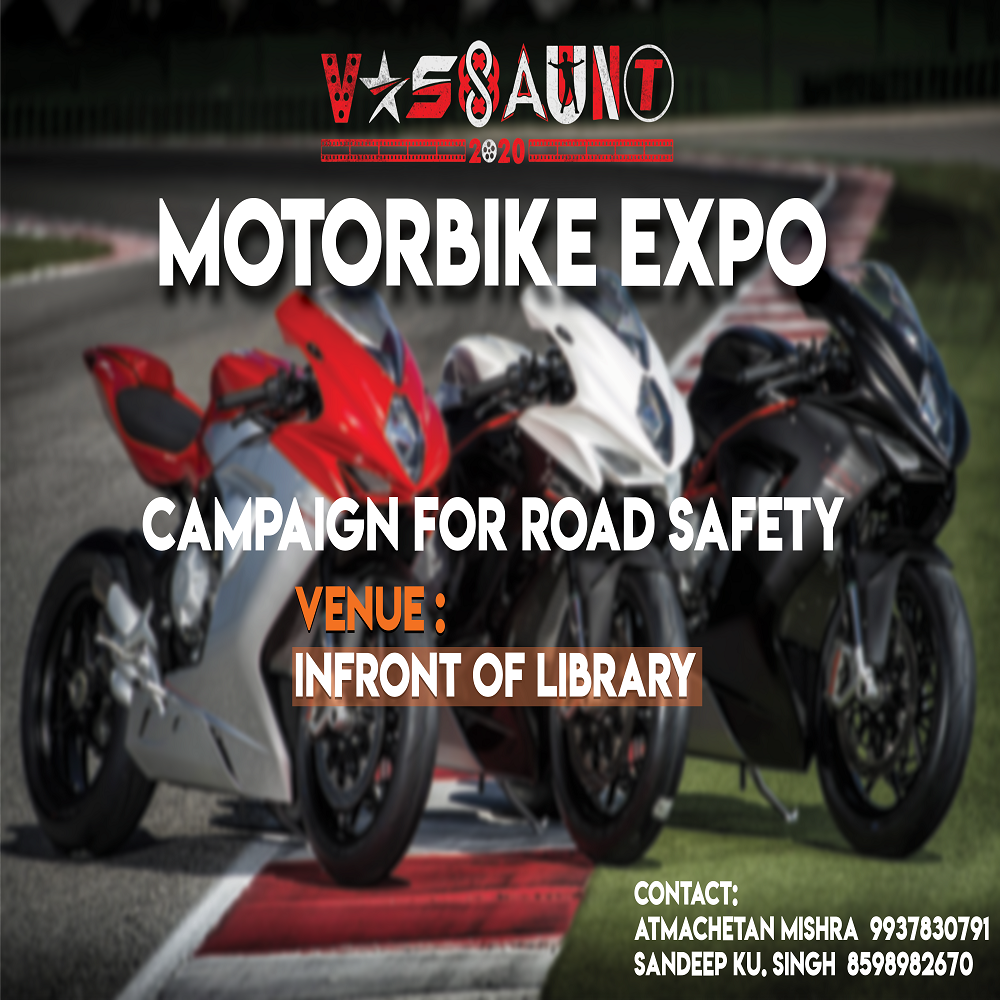 VASSAUNT
2020
MOTORBIKE EXPO
CAMPAIGN FOR ROAD SAFETY
VENUE :
INFRONT OF LIBRARY
CONTACT:
ATMACHETAN MISHRA 9937830791
SANDEEP KU. SINGH 8598982670